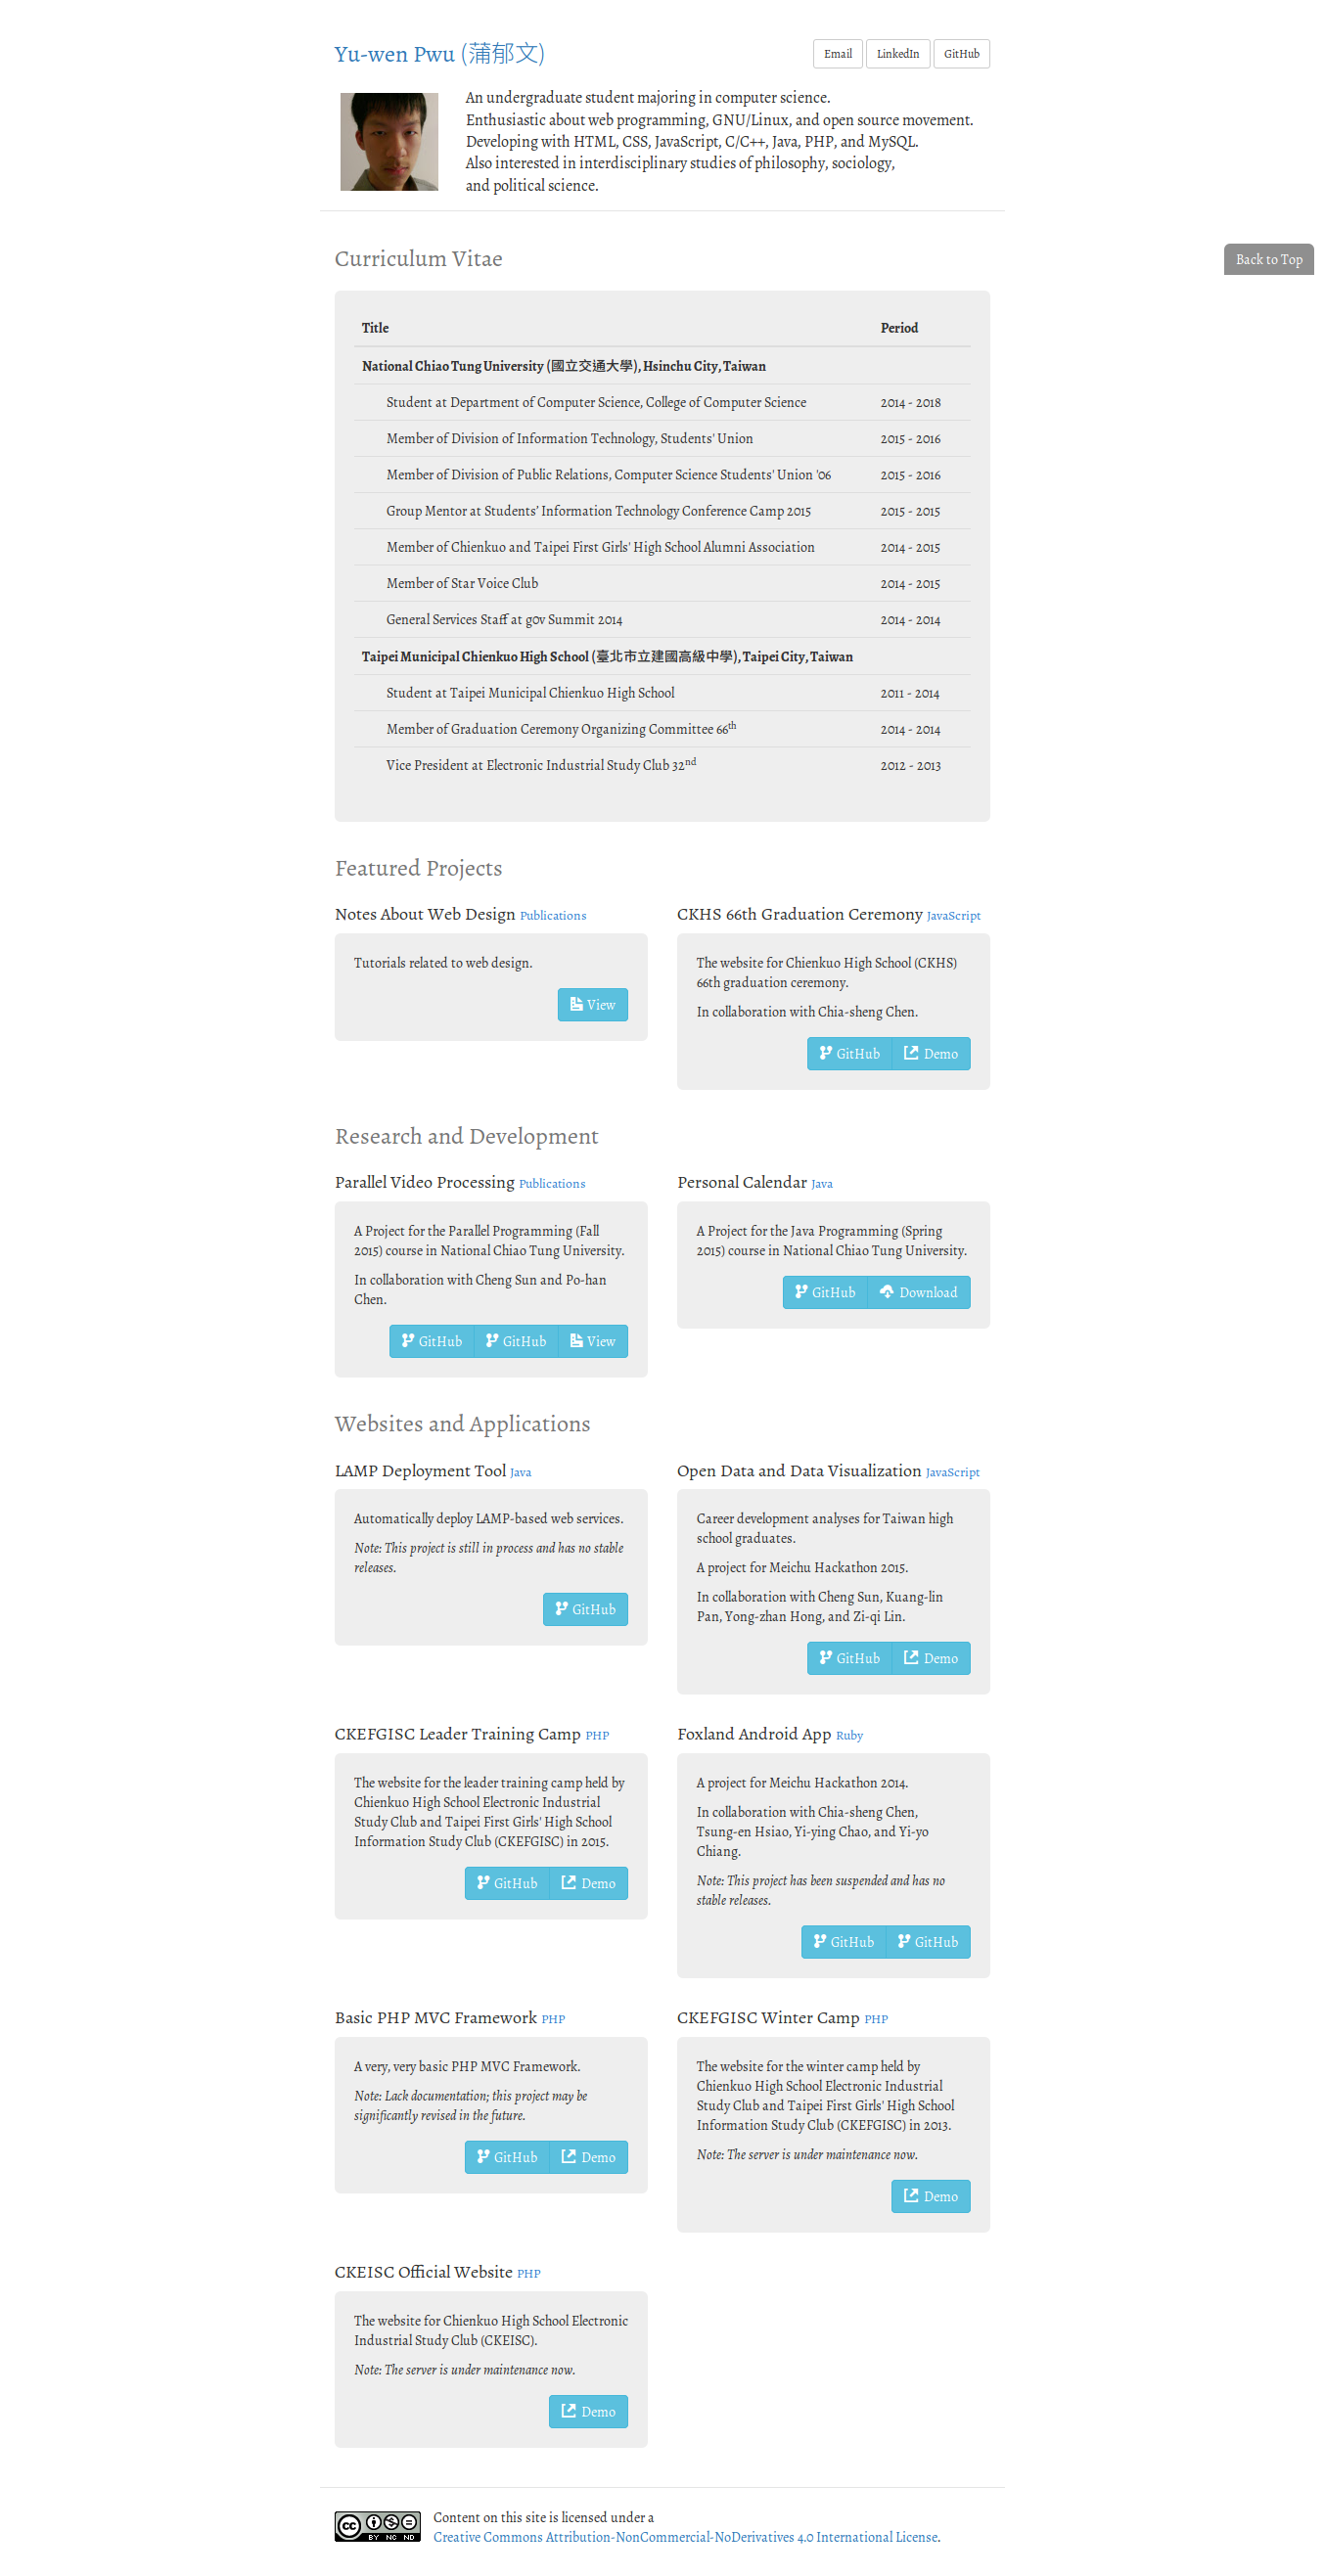 Yu-wen Pwu (蒲郁文)
Email LinkedIn GitHub
An undergraduate student majoring in computer science.
Enthusiastic about web programming, GNU/Linux, and open source movement.
Developing with HTML, CSS, JavaScript, C/C++, Java, PHP, and MySQL.
Also interested in interdisciplinary studies of philosophy, sociology,
and political science.
Curriculum Vitae
Back to Top
Title Period
National Chiao Tung University (國立交通大學), Hsinchu City, Taiwan
Student at Department of Computer Science, College of Computer Science 2014 - 2018
Member of Division of Information Technology, Students' Union 2015 - 2016
Member of Division of Public Relations, Computer Science Students' Union '06 2015 - 2016
Group Mentor at Students' Information Technology Conference Camp 2015 2015 - 2015
Member of Chienkuo and Taipei First Girls' High School Alumni Association 2014 - 2015
Member of Star Voice Club 2014 - 2015
General Services Staff at g0v Summit 2014 2014 - 2014
Taipei Municipal Chienkuo High School (臺北市立建國高級中學), Taipei City, Taiwan
Student at Taipei Municipal Chienkuo High School 2011 - 2014
Member of Graduation Ceremony Organizing Committee 66th 2014 - 2014
Vice President at Electronic Industrial Study Club 32nd 2012 - 2013
Featured Projects
Notes About Web Design Publications
Tutorials related to web design.
View
CKHS 66th Graduation Ceremony JavaScript
The website for Chienkuo High School (CKHS)
66th graduation ceremony.
In collaboration with Chia-sheng Chen.
GitHub Demo
Research and Development
Parallel Video Processing Publications
A Project for the Parallel Programming (Fall
2015) course in National Chiao Tung University.
In collaboration with Cheng Sun and Po-han
Chen.
GitHub GitHub View
Personal Calendar Java
A Project for the Java Programming (Spring
2015) course in National Chiao Tung University.
GitHub Download
Websites and Applications
LAMP Deployment Tool Java
Automatically deploy LAMP-based web services.
Note: This project is still in process and has no stable
releases.
GitHub
Open Data and Data Visualization JavaScript
Career development analyses for Taiwan high
school graduates.
A project for Meichu Hackathon 2015.
In collaboration with Cheng Sun, Kuang-lin
Pan, Yong-zhan Hong, and Zi-qi Lin.
GitHub Demo
CKEFGISC Leader Training Camp PHP
The website for the leader training camp held by
Chienkuo High School Electronic Industrial
Study Club and Taipei First Girls' High School
Information Study Club (CKEFGISC) in 2015.
GitHub Demo
Foxland Android App Ruby
A project for Meichu Hackathon 2014.
In collaboration with Chia-sheng Chen,
Tsung-en Hsiao, Yi-ying Chao, and Yi-yo
Chiang.
Note: This project has been suspended and has no
stable releases.
GitHub GitHub
Basic PHP MVC Framework PHP
A very, very basic PHP MVC Framework.
Note: Lack documentation; this project may be
significantly revised in the future.
GitHub Demo
CKEFGISC Winter Camp PHP
The website for the winter camp held by
Chienkuo High School Electronic Industrial
Study Club and Taipei First Girls' High School
Information Study Club (CKEFGISC) in 2013.
Note: The server is under maintenance now.
Demo
CKEISC Official Website PHP
The website for Chienkuo High School Electronic
Industrial Study Club (CKEISC).
Note: The server is under maintenance now.
Demo
cc BY NC ND
Content on this site is licensed under a
Creative Commons Attribution-NonCommercial-NoDerivatives 4.0 International License.